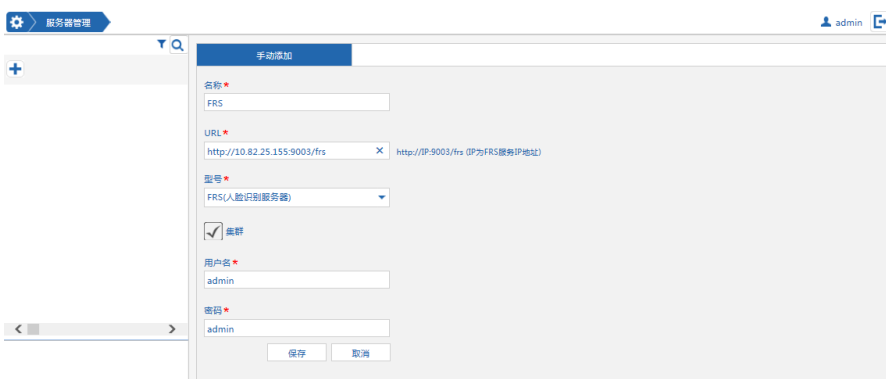 服务器管理
admin
手动添加
名称*
FRS
URL*
http://10.82.25.155:9003/frs
http://IP:9003/frs (IP为FRS服务IP地址)
型号*
FRS(人脸识别服务器)
集群
用户名*
admin
密码*
admin
保存 取消